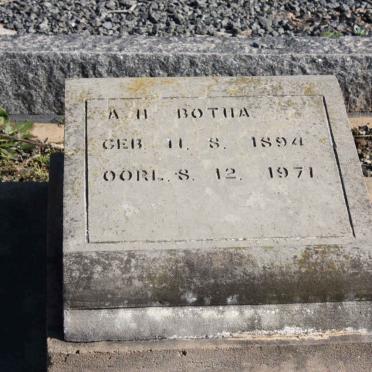 A. H. BOTHA
GEB. 11. 8. 1894
OORL. 8. 12. 1971